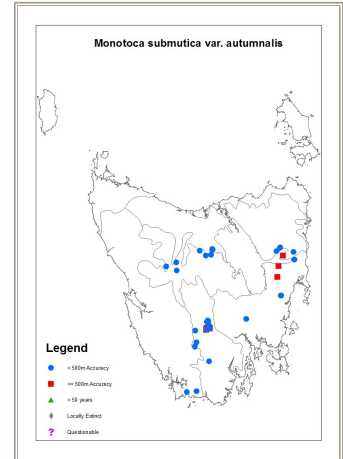 Monotoca submutica var. autumnalis
Legend
< 500m Accuracy
>= 500m Accuracy
> 50 years
Locally Extinct
? Questionable